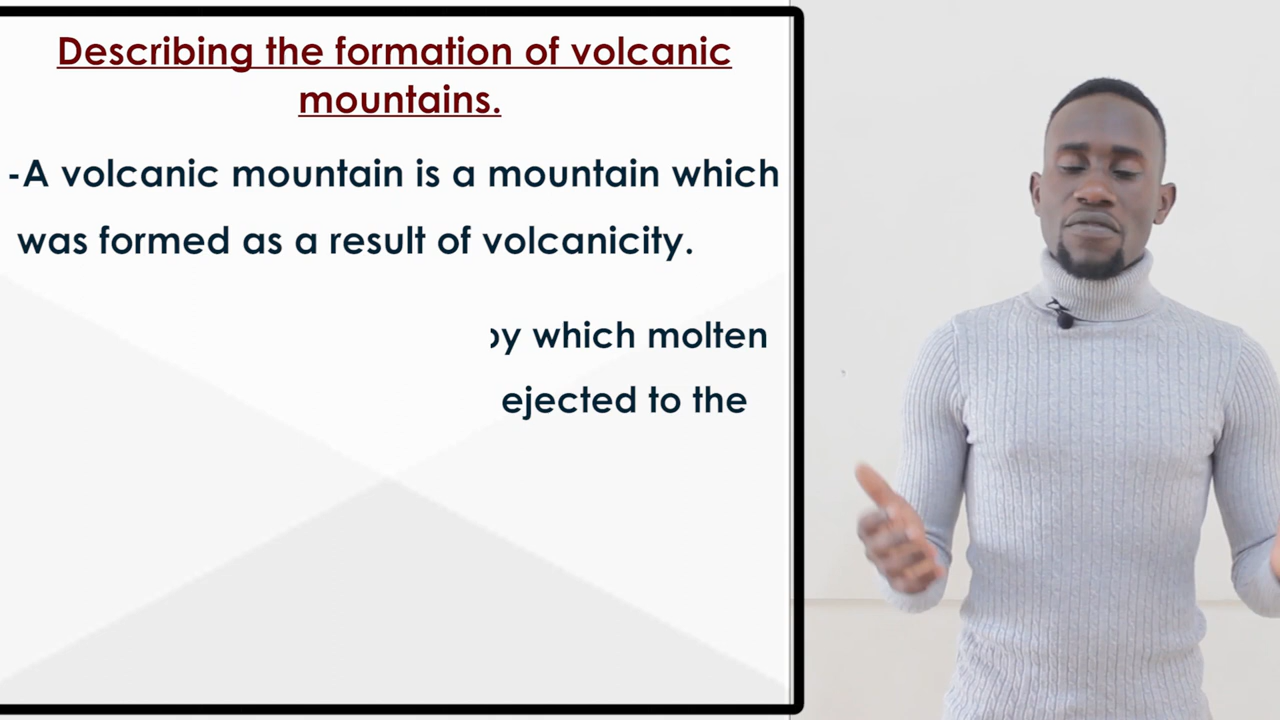 Describing the formation of volcanic
mountains.
-A volcanic mountain is a mountain which
was formed as a result of volcanicity.
which molten
ejected to the